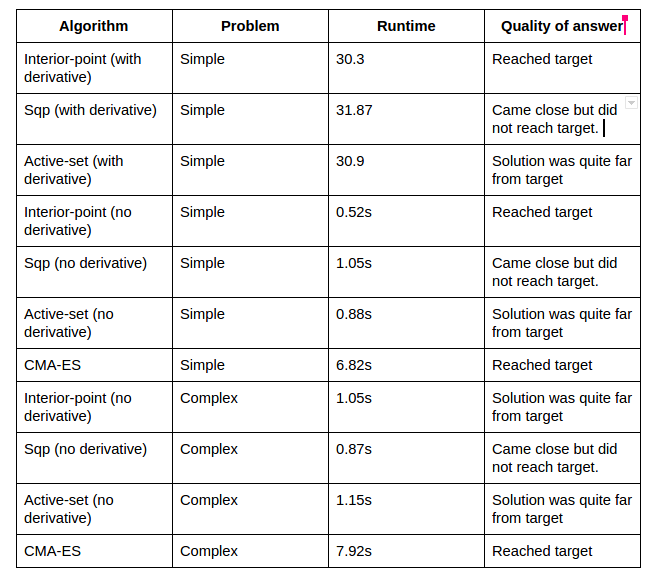 Algorithm Problem Runtime Quality of answer
Interior-point (with Simple 30.3 Reached target
derivative)
Sqp (with derivative) Simple 31.87 Came close but did
not reach target.
Active-set (with Simple 30.9 Solution was quite far
derivative) from target
Interior-point (no Simple 0.52s Reached target
derivative)
Sqp (no derivative) Simple 1.05s Came close but did
not reach target.
Active-set (no Simple 0.88s Solution was quite far
derivative) from target
CMA-ES Simple 6.82s Reached target
Interior-point (no Complex 1.05s Solution was quite far
derivative) from target
Sqp (no derivative) Complex 0.87s Came close but did
not reach target.
Active-set (no Complex 1.15s Solution was quite far
derivative) from target
CMA-ES Complex 7.92s Reached target